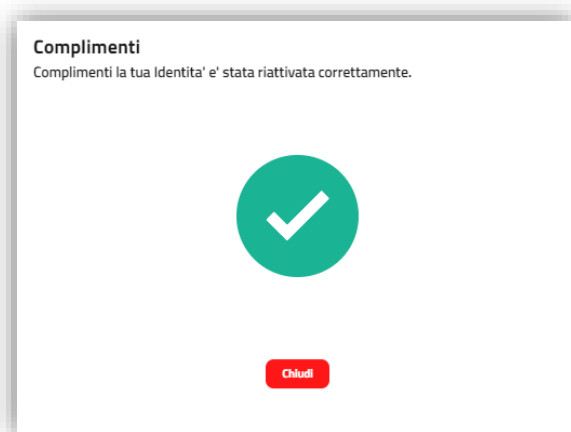 Complimenti
Complimenti la tua Identita' e' stata riattivata correttamente.
Chiudi